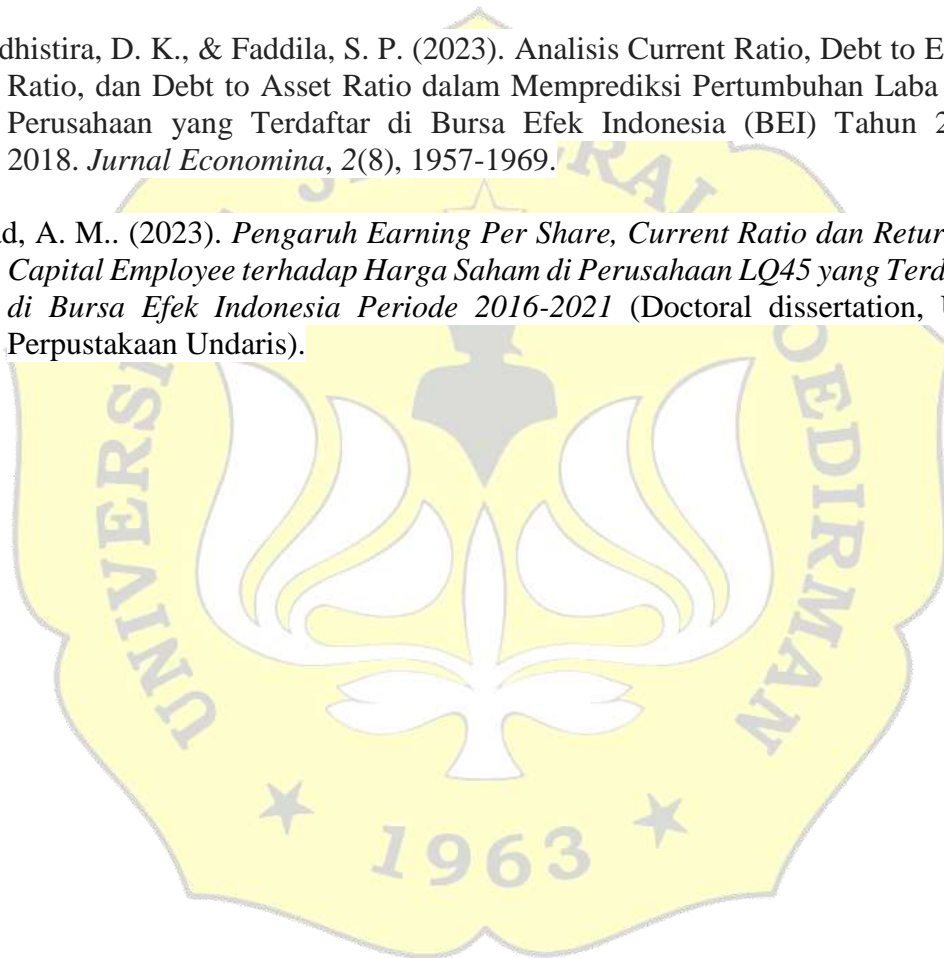 dhistira, D. K., & Faddila, S. P. (2023). Analisis Current Ratio, Debt to E
Ratio, dan Debt to Asset Ratio dalam Memprediksi Pertumbuhan Laba
Perusahaan yang Terdaftar di Bursa Efek Indonesia (BEI) Tahun 2
2018. Jurnal Economina, 2(8), 1957-1969.
d, A. M.. (2023). Pengaruh Earning Per Share, Current Ratio dan Retur
Capital Employee terhadap Harga Saham di Perusahaan LQ45 yang Terd
di Bursa Efek Indonesia Periode 2016-2021 (Doctoral dissertation,
Perpustakaan Undaris).
UNIVERSI
ERAL
OEDIRMAN
1963